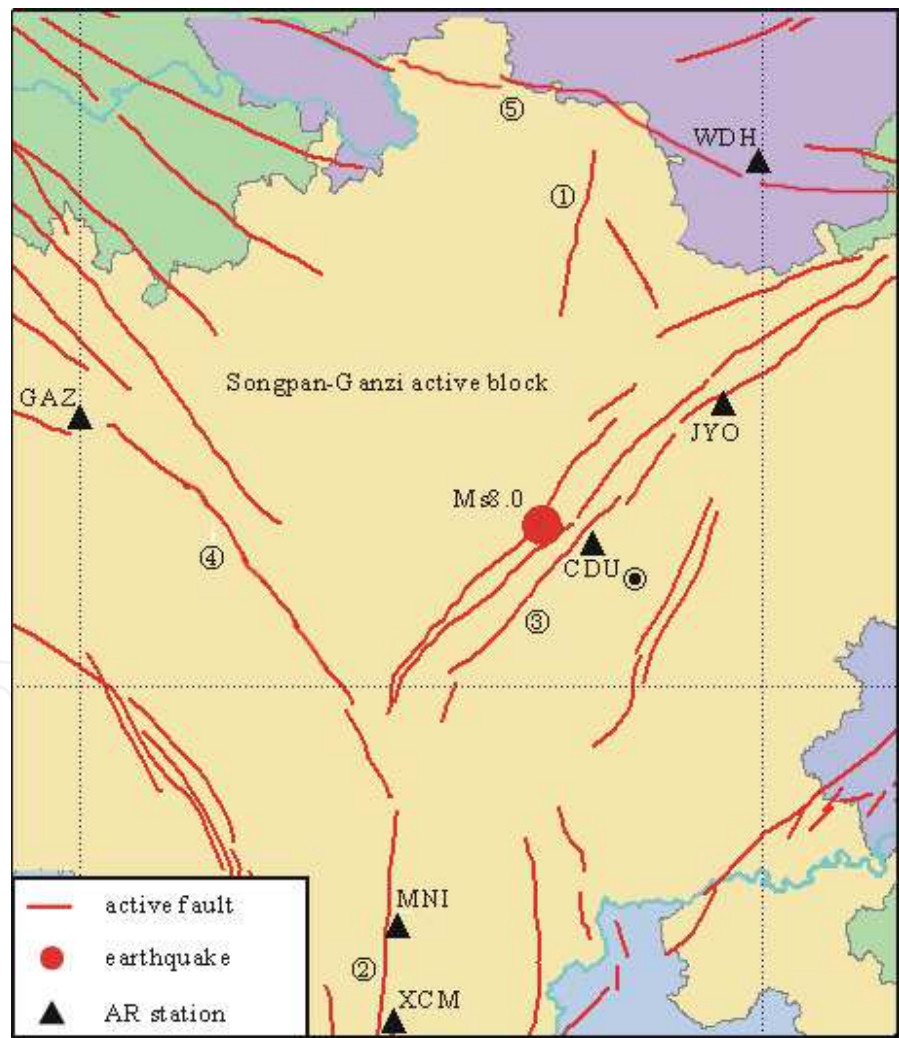 ⑤
WDH
①
Songpan-Ganzi active block
GAZ
JYO
Ms8.0
④
CDU
③
active fault
MNI
earthquake
②
XCM
AR station